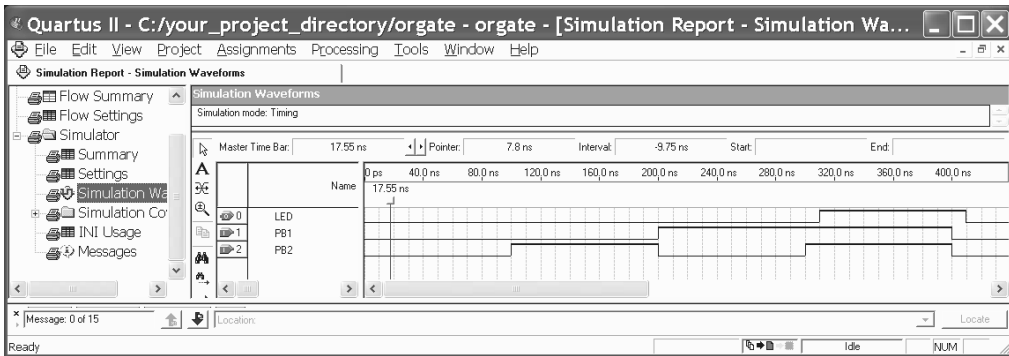 Quartus II - C:/your_project_directory/orgate - orgate - [Simulation Report - Simulation Wa...
File Edit View Project Assignments Processing Tools Window Help
Simulation Report - Simulation Waveforms
Flow Summary
Flow Settings
Simulator
Summary
Settings
Simulation Wa
Simulation Co
INI Usage
Messages
Simulation Waveforms
Simulation mode: Timing
Master Time Bar: 17.55 ns Pointer: 7.8 ns Interval: -9.75 ns Start: End:
A
Name
0 ps 40.0 ns 80.0 ns 120.0 ns 160.0 ns 200.0 ns 240.0 ns 280.0 ns 320.0 ns 360.0 ns 400.0 ns
17.55 ns
0 LED
1 PB1
2 PB2
Message: 0 of 15 Location: Locate
Ready Idle NUM